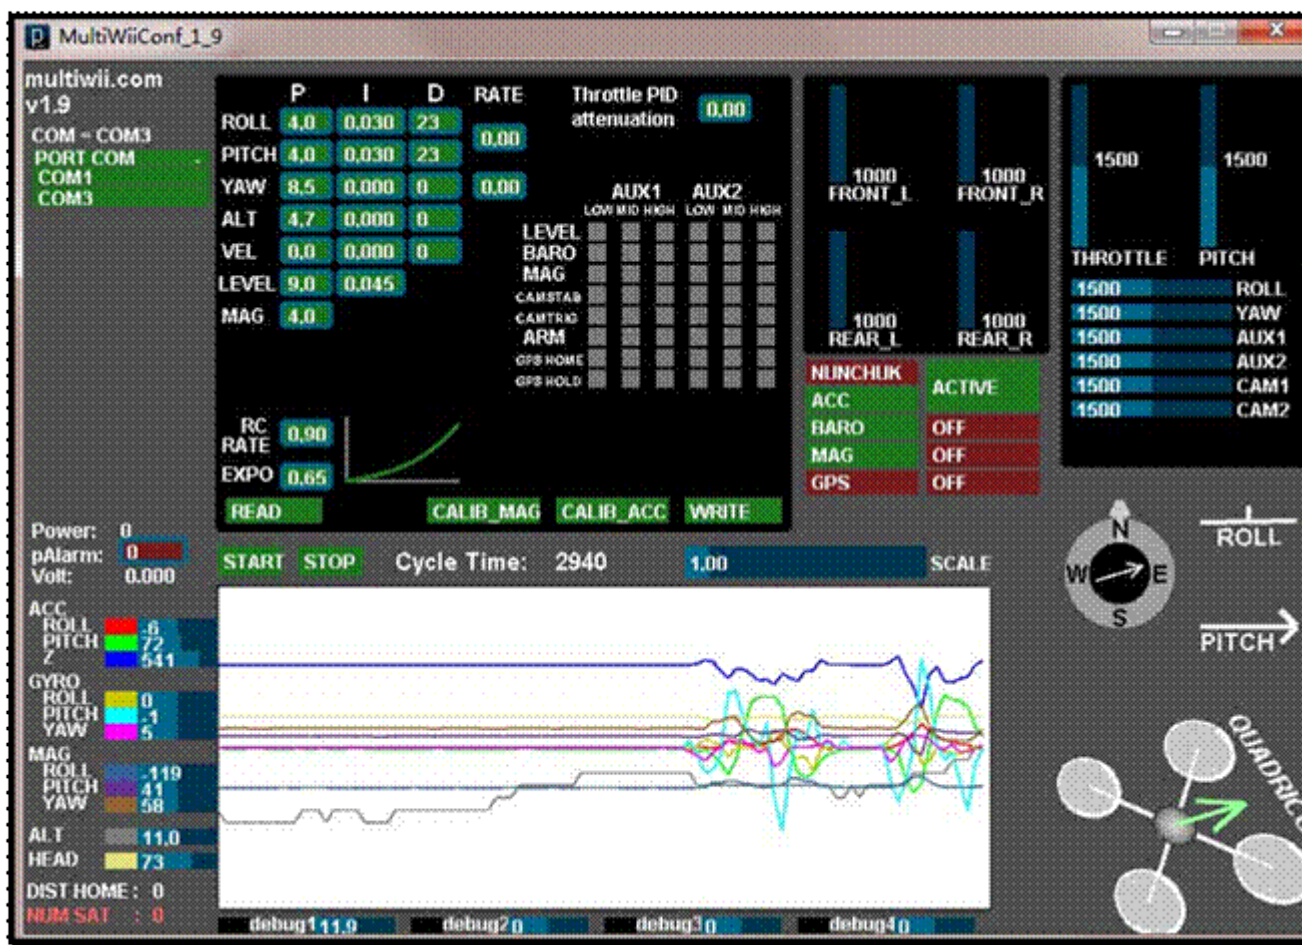 MultiWiiConf_1_9
multiwii.com
v1.9
COM = COM3
PORT COM
COM1
COM3
P I D RATE
ROLL 4,0 0,030 23
PITCH 4,0 0,030 23
0,00
YAW 8,5 0,000 0 0,00
ALT 4,7 0,000 0
VEL 0,0 0,000 0
LEVEL 9,0 0,045
MAG 4,0
Throttle PID
attenuation 0,00
AUX1 AUX2
LOW MID HIGH LOW MID HIGH
LEVEL
BARO
MAG
CAMSTAB
CAMTRIG
ARM
GPS HOME
GPS HOLD
RC
RATE 0,90
EXPO 0,65
READ CALIB_MAG CALIB_ACC WRITE
1000 1000
FRONT_L FRONT_R
1000 1000
REAR_L REAR_R
NUNCHUK
ACC ACTIVE
BARO OFF
MAG OFF
GPS OFF
1500 1500
THROTTLE PITCH
1500 ROLL
1500 YAW
1500 AUX1
1500 AUX2
1500 CAM1
1500 CAM2
Power: 0
pAlarm: 0
Volt: 0.000
START STOP Cycle Time: 2940 1,00 SCALE
N
W E
S
ROLL
PITCH
ACC
ROLL -6
PITCH 72
Z 541
GYRO
ROLL 0
PITCH -1
YAW 5
MAG
ROLL -119
PITCH 41
YAW 58
ALT 11,0
HEAD 73
DIST HOME : 0
NUM SAT : 0
debug1 11,9 debug2 0 debug3 0 debug4 0